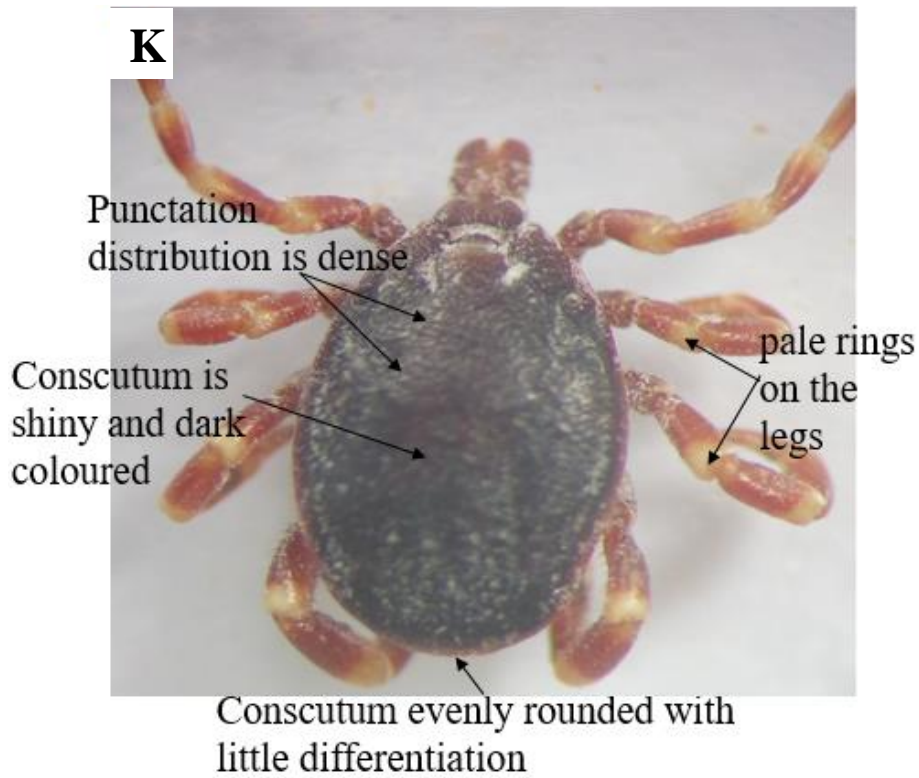 K
Punctation
distribution is dense
Conscutum is
shiny and dark
coloured
pale rings
on the
legs
Conscutum evenly rounded with
little differentiation